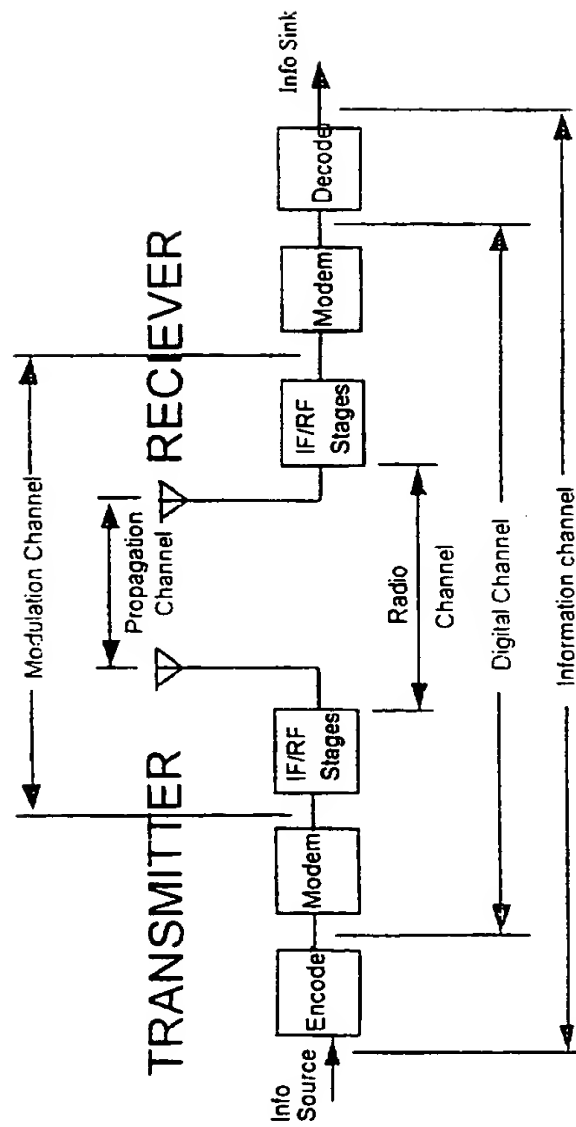 TRANSMITTER
RECIEVER
Modulation Channel
Propagation
Channel
Info
Source
Encode
Modem
IF/RF
Stages
IF/RF
Stages
Modem
Decode
Info Sink
Radio
Channel
Digital Channel
Information channel